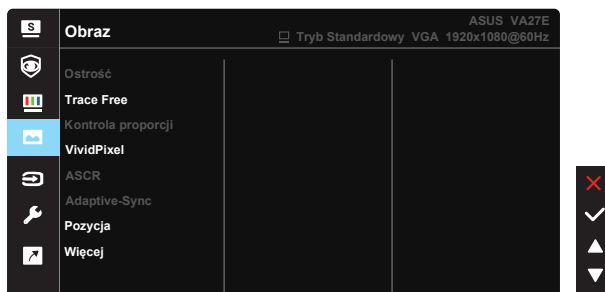 S
Obraz
ASUS VA27E
Tryb Standardowy VGA 1920x1080@60Hz
Ostrość
Trace Free
Kontrola proporcji
VividPixel
ASCR
Adaptive-Sync
Pozycja
Więcej